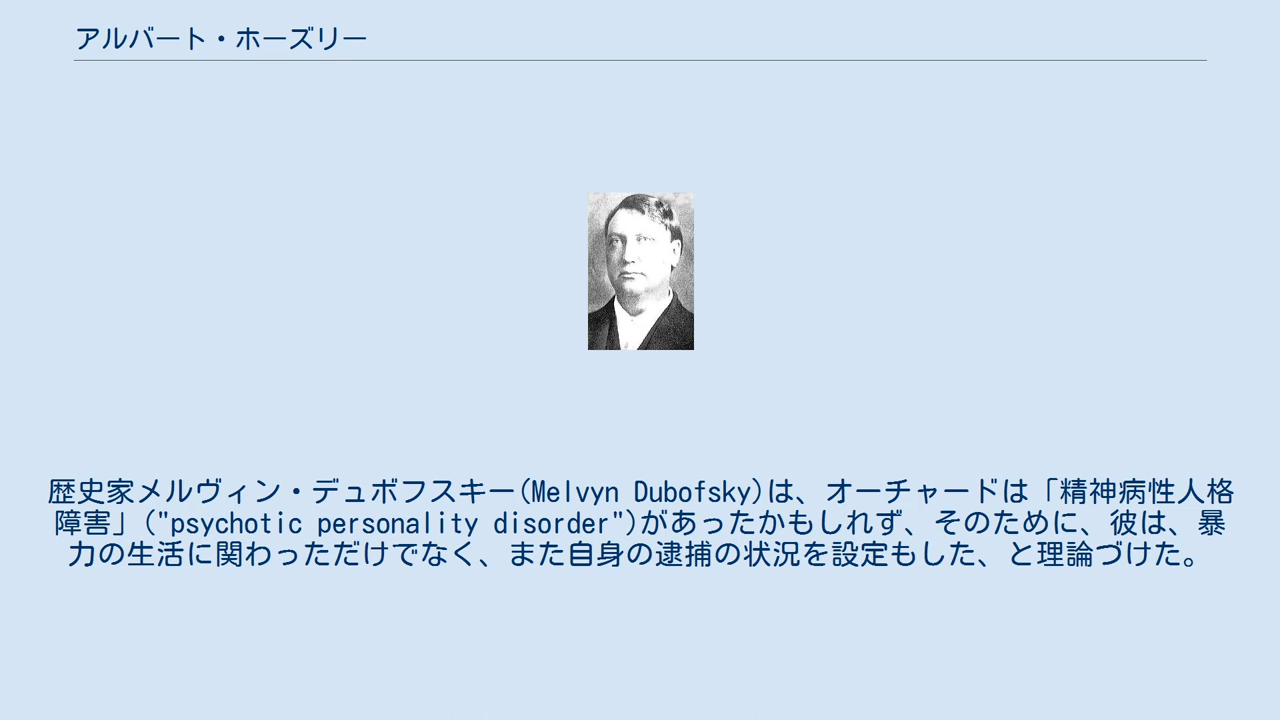 アルバート・ホーズリー
歴史家メルヴィン・デュボフスキー(Melvyn Dubofsky)は、オーチャードは「精神病性人格
障害」("psychotic personality disorder")があったかもしれず、そのために、彼は、暴
力の生活に関わっただけでなく、また自身の逮捕の状況を設定もした、と理論づけた。